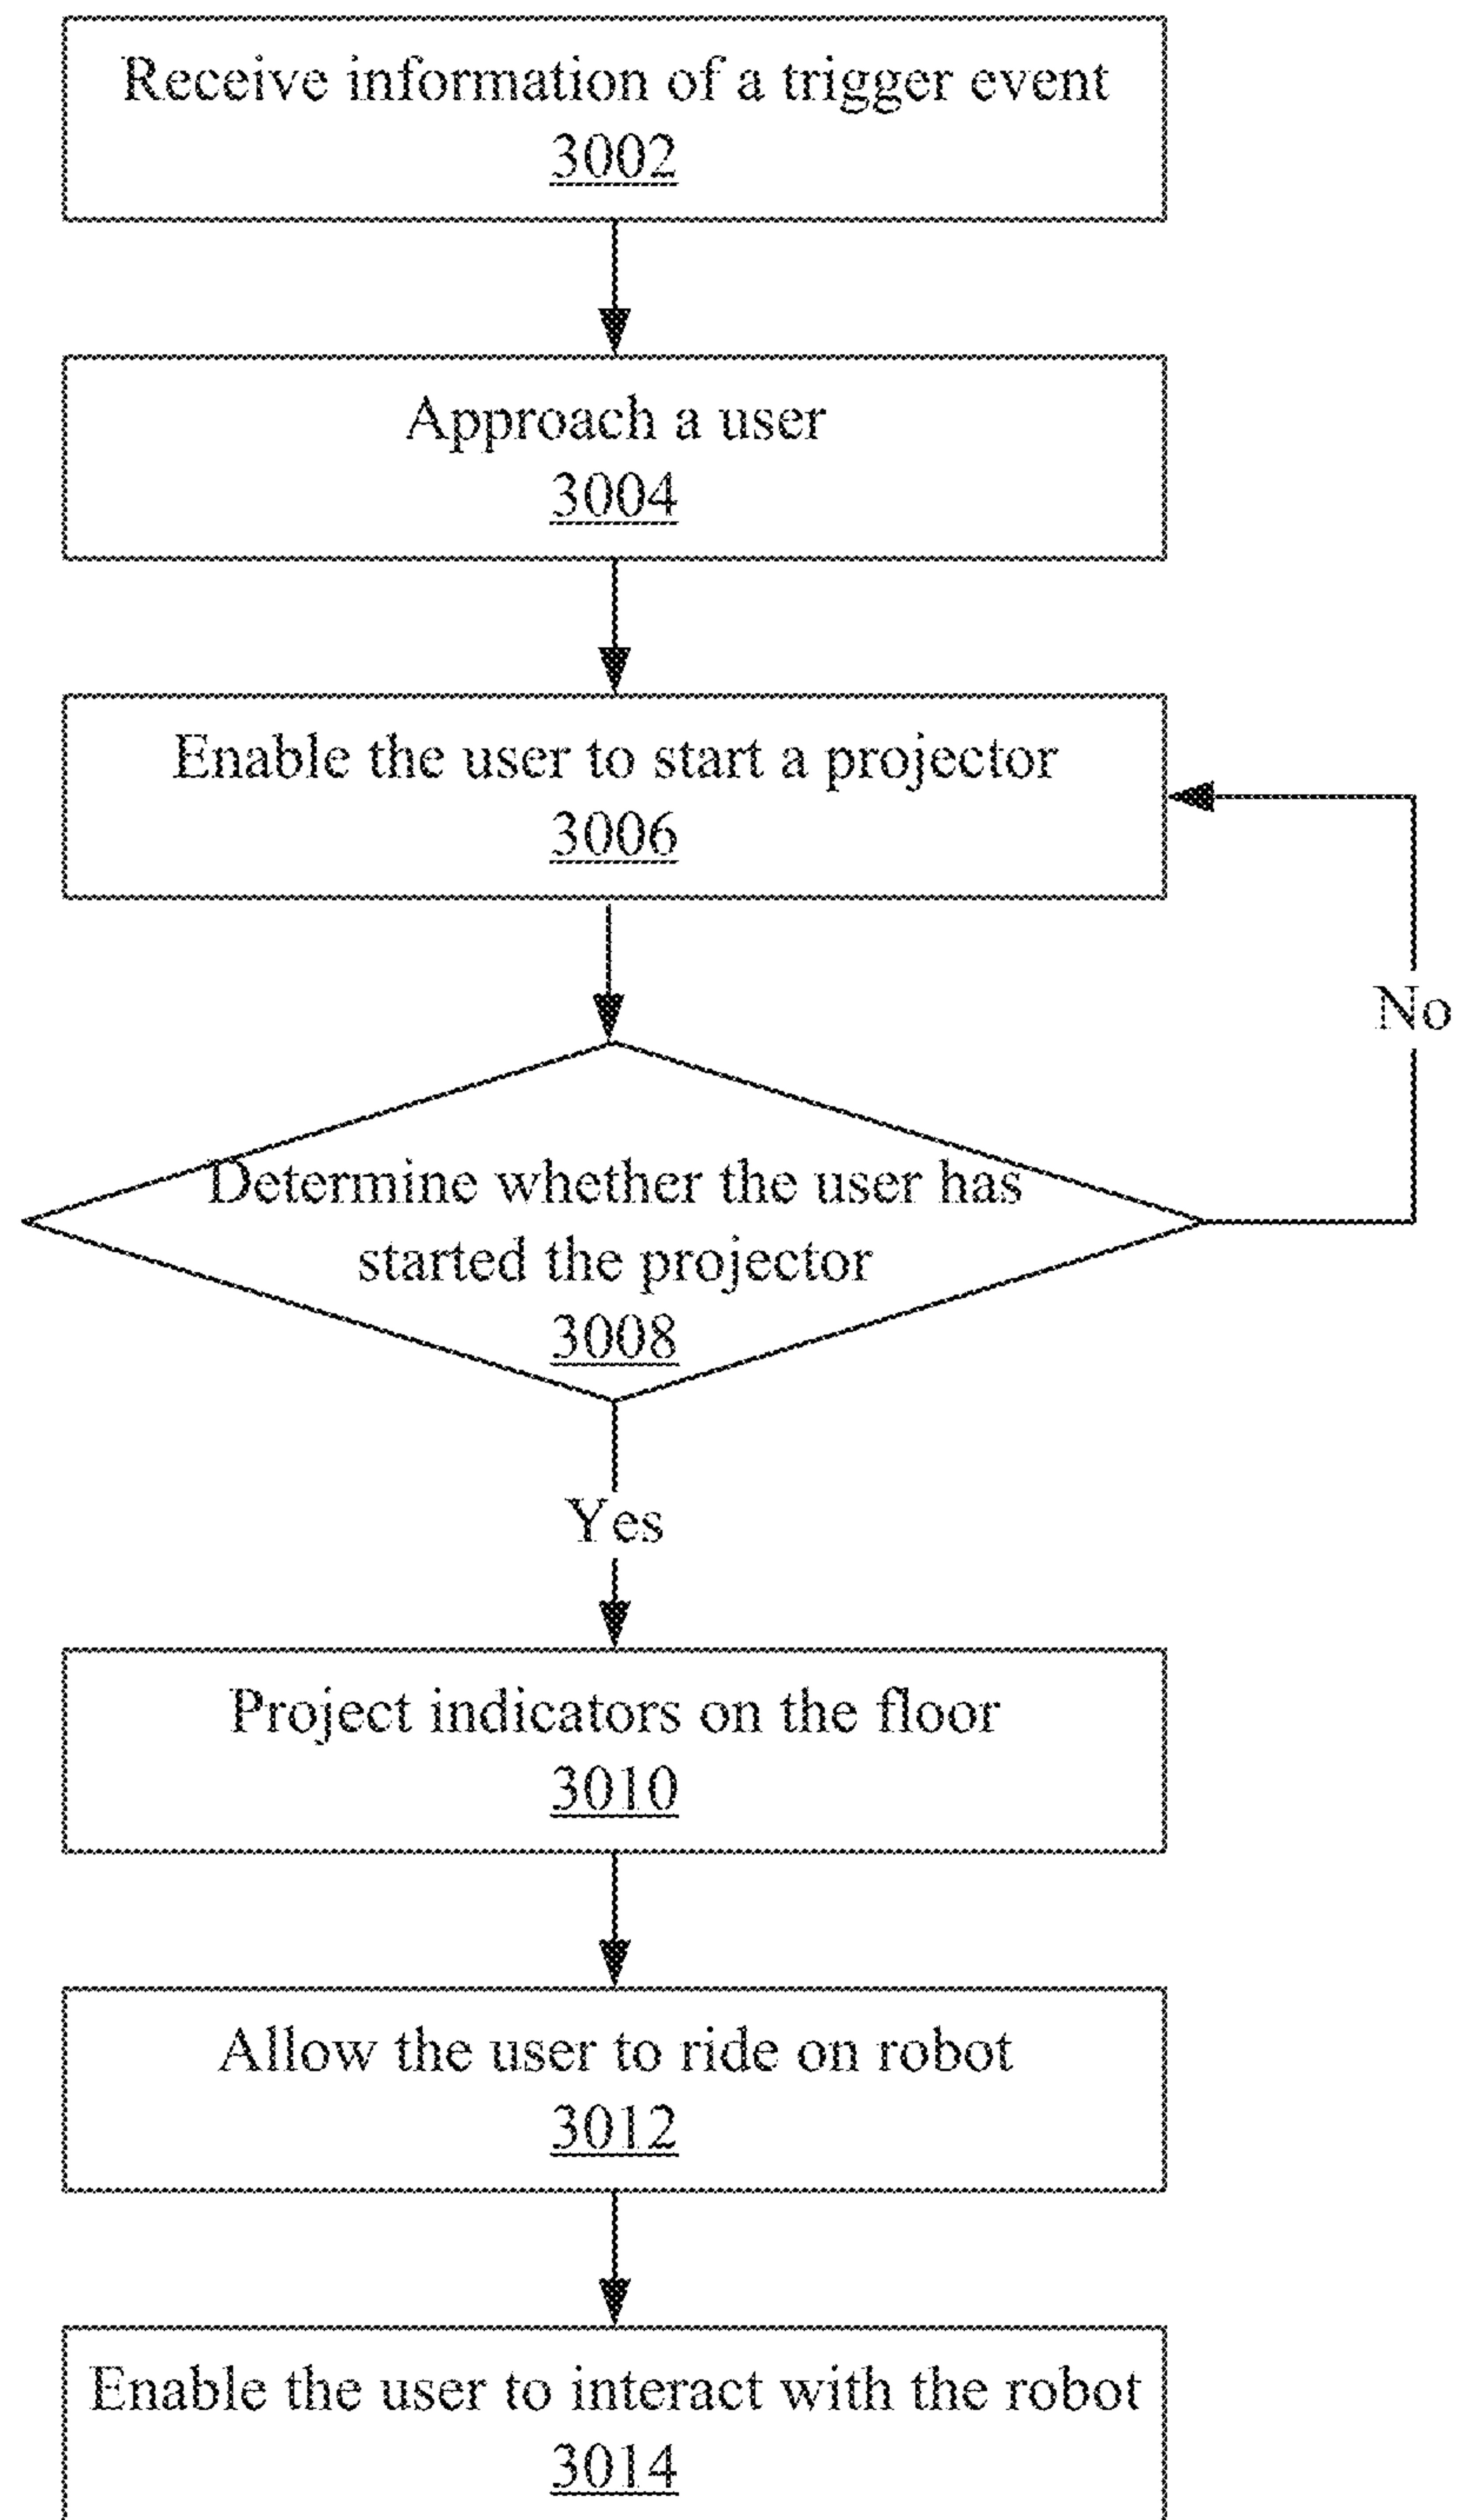 Receive information of a trigger event
3002
Approach a user
3004
Enable the user to start a projector
3006
No
Determine whether the user has
started the projector
3008
Yes
Project indicators on the floor
3010
Allow the user to ride on robot
3012
Enable the user to interact with the robot
3014